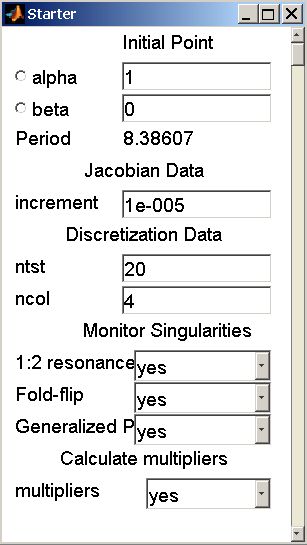 Starter
Initial Point
alpha 1
beta 0
Period 8.38607
Jacobian Data
increment 1e-005
Discretization Data
ntst 20
ncol 4
Monitor Singularities
1:2 resonance yes
Fold-flip yes
Generalized P yes
Calculate multipliers
multipliers yes